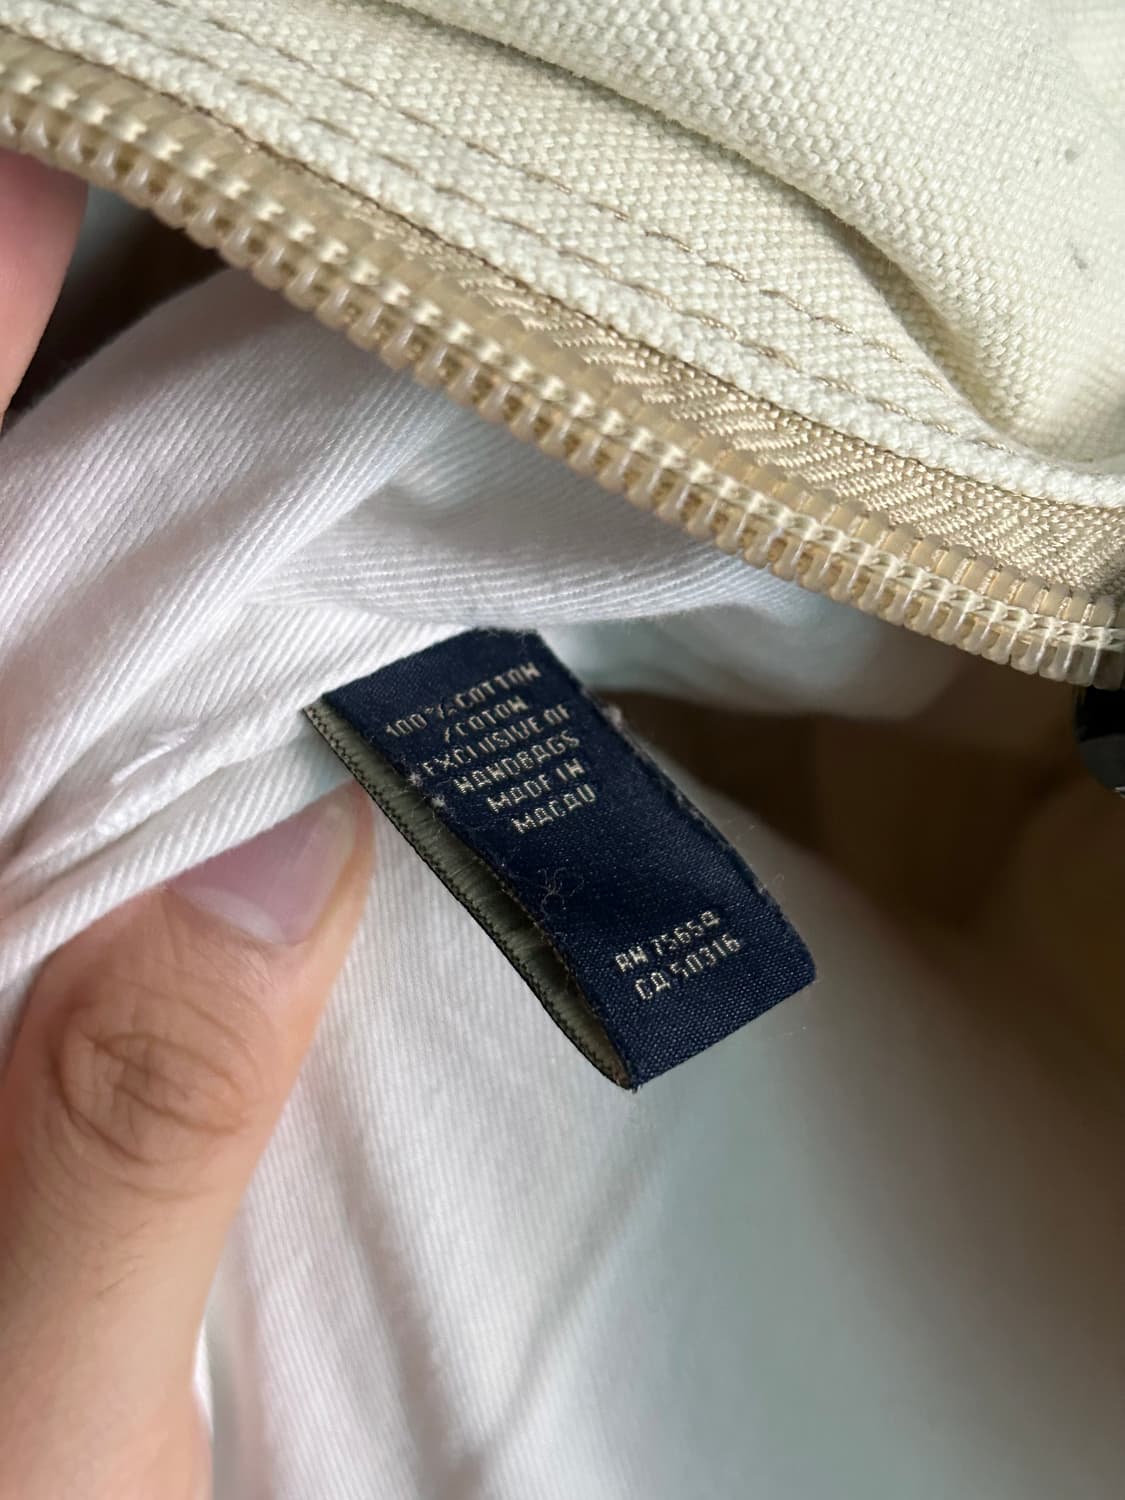 100% COTTON
/COTON
EXCLUSIVE OF
HANDBAGS
MADE IN
MACAU
RN 75654
CA 50316